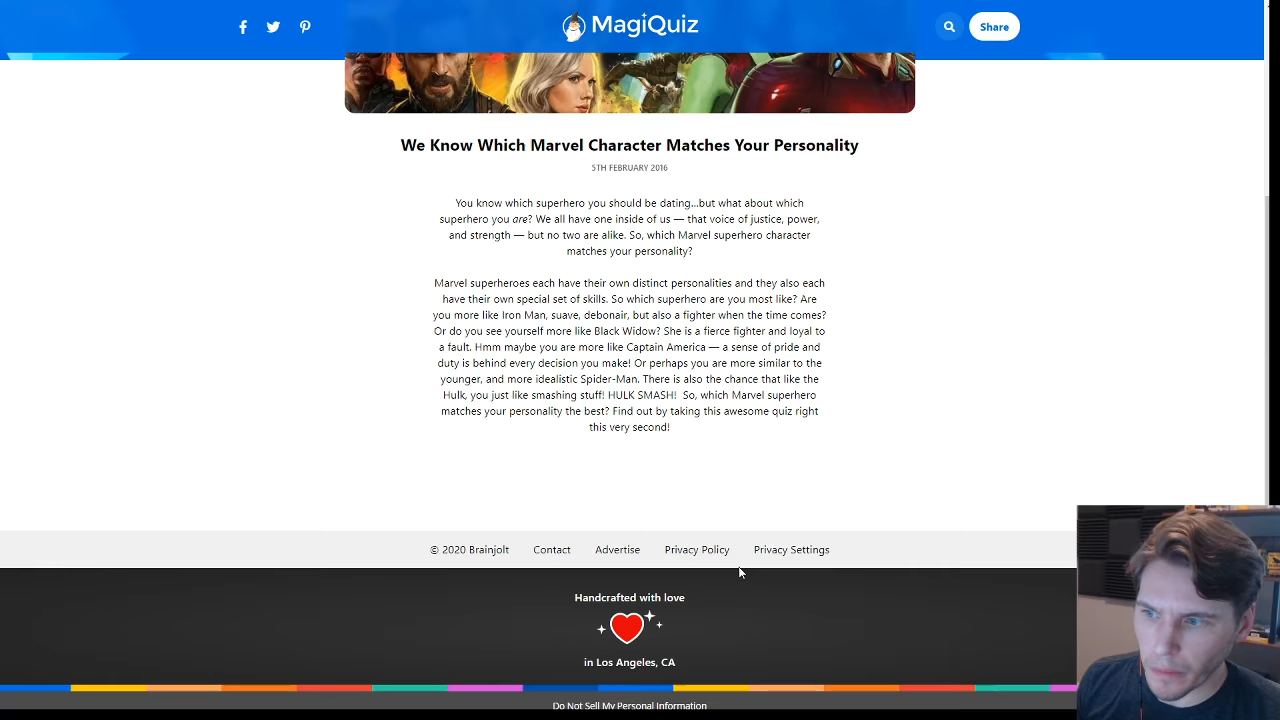 MagiQuiz
Share
We Know Which Marvel Character Matches Your Personality
5TH FEBRUARY 2016
You know which superhero you should be dating...but what about which
superhero you are? We all have one inside of us — that voice of justice, power,
and strength — but no two are alike. So, which Marvel superhero character
matches your personality?
Marvel superheroes each have their own distinct personalities and they also each
have their own special set of skills. So which superhero are you most like? Are
you more like Iron Man, suave, debonair, but also a fighter when the time comes?
Or do you see yourself more like Black Widow? She is a fierce fighter and loyal to
a fault. Hmm maybe you are more like Captain America — a sense of pride and
duty is behind every decision you make! Or perhaps you are more similar to the
younger, and more idealistic Spider-Man. There is also the chance that like the
Hulk, you just like smashing stuff! HULK SMASH! So, which Marvel superhero
matches your personality the best? Find out by taking this awesome quiz right
this very second!
© 2020 Brainjolt Contact Advertise Privacy Policy Privacy Settings
Handcrafted with love
in Los Angeles, CA
Do Not Sell My Personal Information